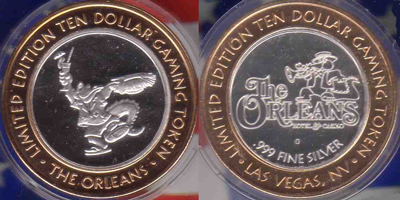 LIMITED EDITION TEN DOLLAR GAMING TOKEN
• THE ORLEANS •
LIMITED EDITION TEN DOLLAR GAMING TOKEN
The
ORLEANS
HOTEL & CASINO
G
.999 FINE SILVER
• LAS VEGAS, NV •